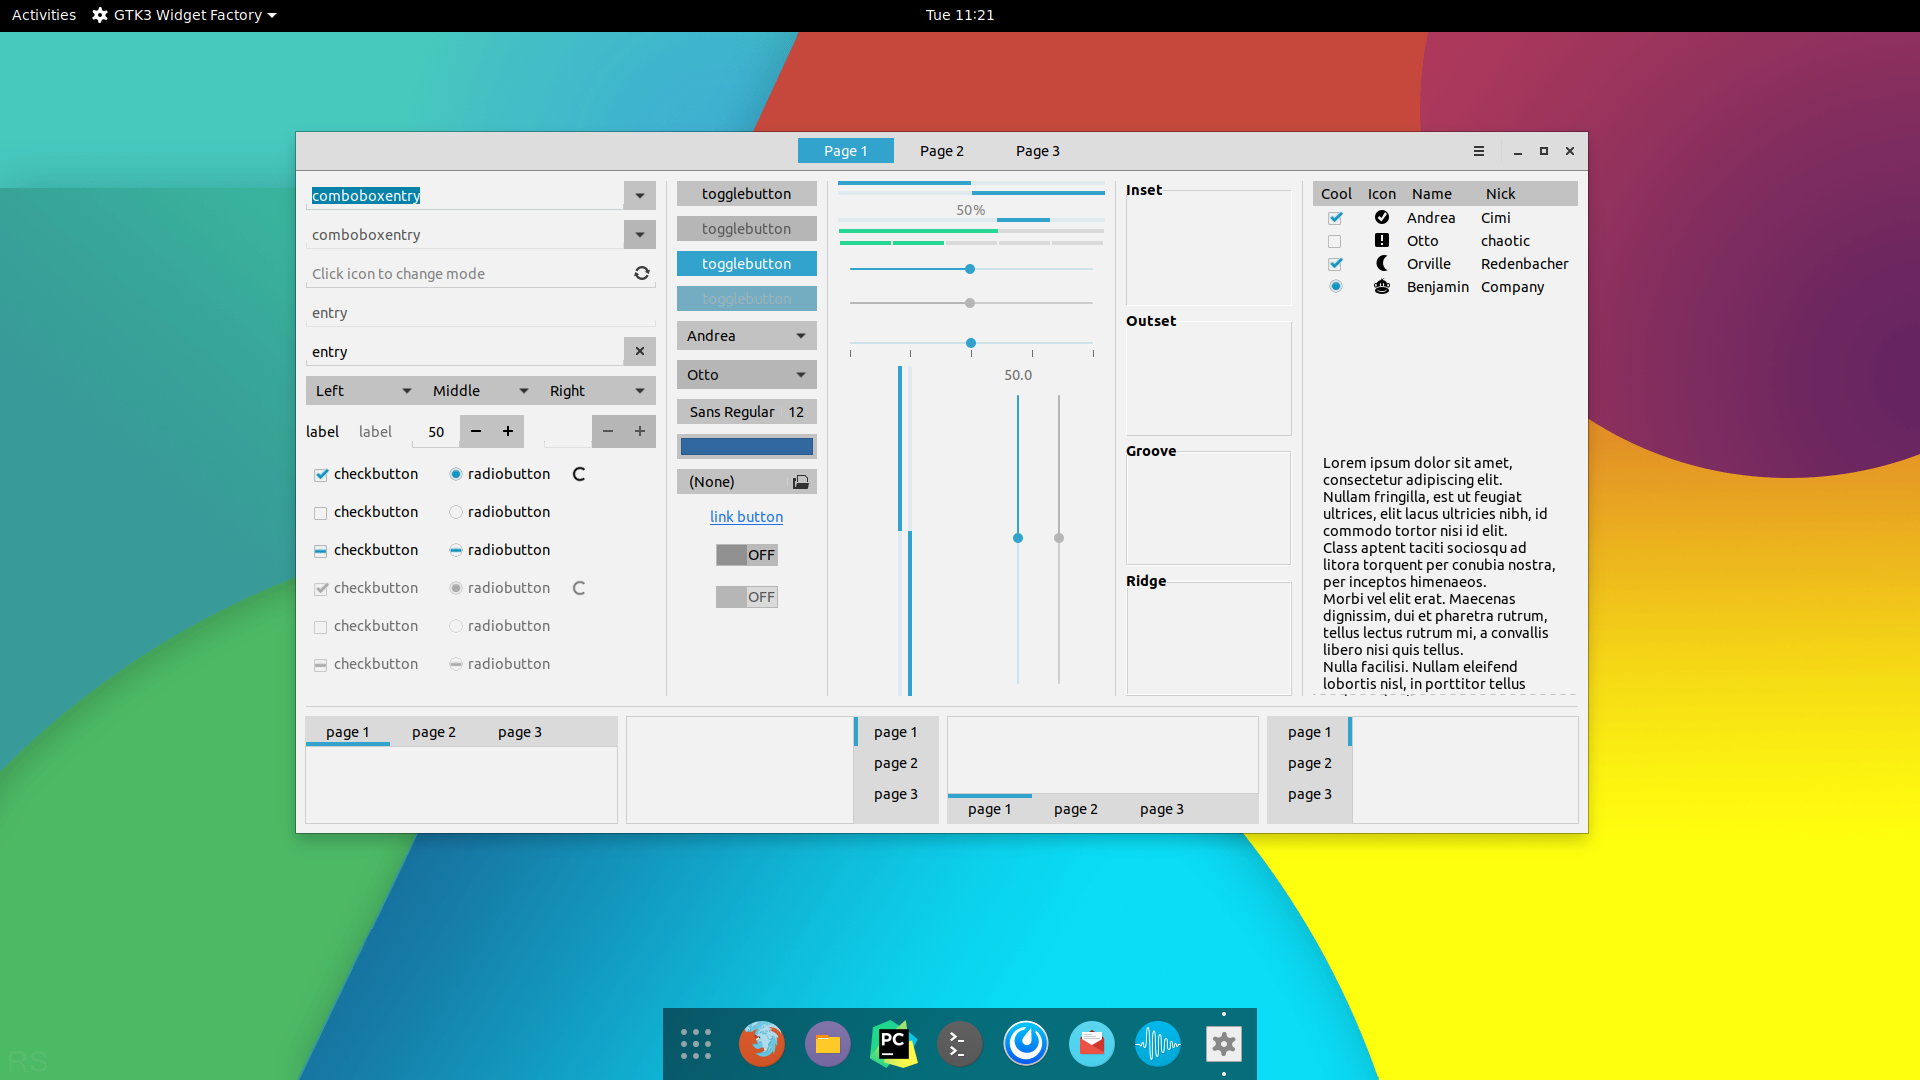 Activities GTK3 Widget Factory Tue 11:21
Page 1 Page 2 Page 3
comboboxentry
comboboxentry
Click icon to change mode
entry
entry
Left Middle Right
label label 50
checkbutton radiobutton
checkbutton radiobutton
checkbutton radiobutton
checkbutton radiobutton
checkbutton radiobutton
checkbutton radiobutton
togglebutton
togglebutton
togglebutton
togglebutton
Andrea
Otto
Sans Regular 12
(None)
link button
OFF
OFF
50%
50.0
Inset
Outset
Groove
Ridge
Cool Icon Name Nick
Andrea Cimi
Otto chaotic
Orville Redenbacher
Benjamin Company
Lorem ipsum dolor sit amet,
consectetur adipiscing elit.
Nullam fringilla, est ut feugiat
ultrices, elit lacus ultricies nibh, id
commodo tortor nisi id elit.
Class aptent taciti sociosqu ad
litora torquent per conubia nostra,
per inceptos himenaeos.
Morbi vel elit erat. Maecenas
dignissim, dui et pharetra rutrum,
tellus lectus rutrum mi, a convallis
libero nisi quis tellus.
Nulla facilisi. Nullam eleifend
lobortis nisl, in porttitor tellus
page 1 page 2 page 3
page 1
page 2
page 3
page 1 page 2 page 3
page 1
page 2
page 3
PC
RS